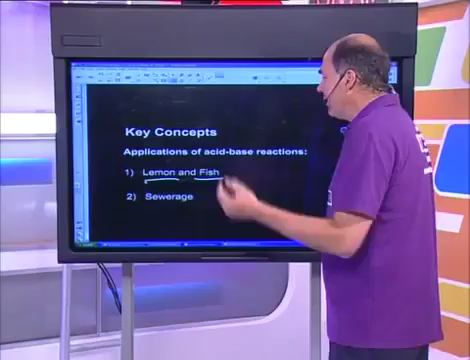 Key Concepts
Applications of acid-base reactions:
1) Lemon and Fish
2) Sewerage